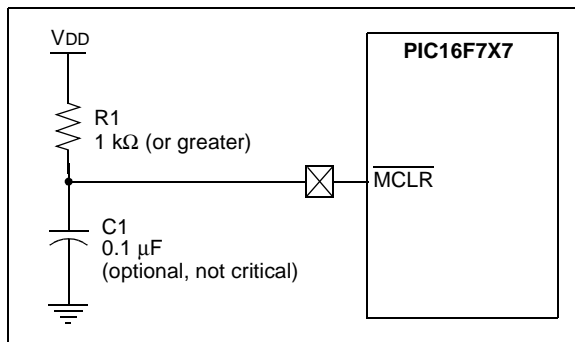 VDD
PIC16F7X7
R1
1 kΩ (or greater)
MCLR
C1
0.1 μF
(optional, not critical)